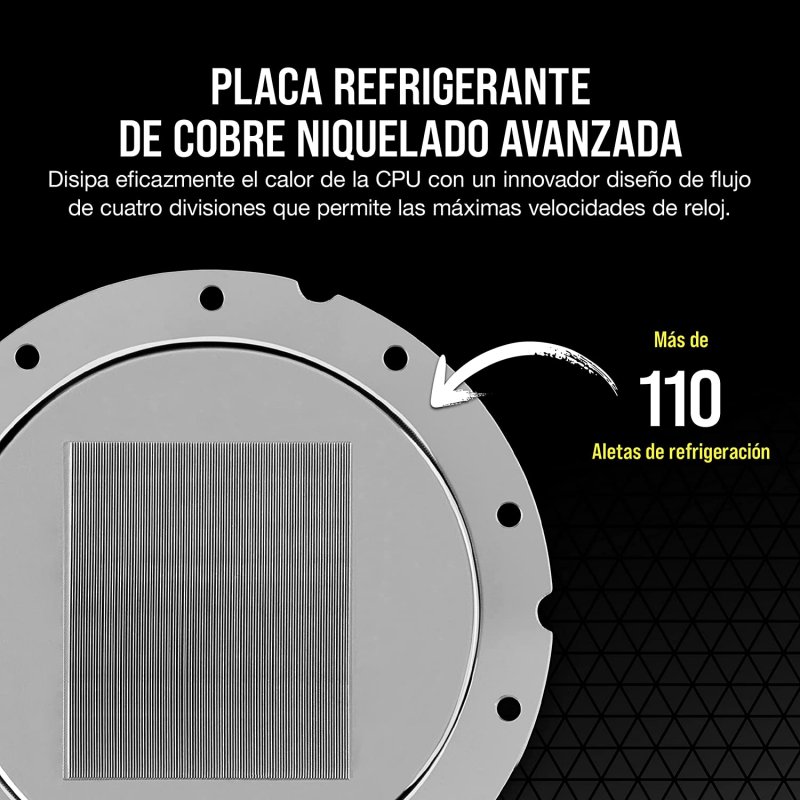 PLACA REFRIGERANTE
DE COBRE NIQUELADO AVANZADA
Disipa eficazmente el calor de la CPU con un innovador diseño de flujo
de cuatro divisiones que permite las máximas velocidades de reloj.
Más de
110
Aletas de refrigeración